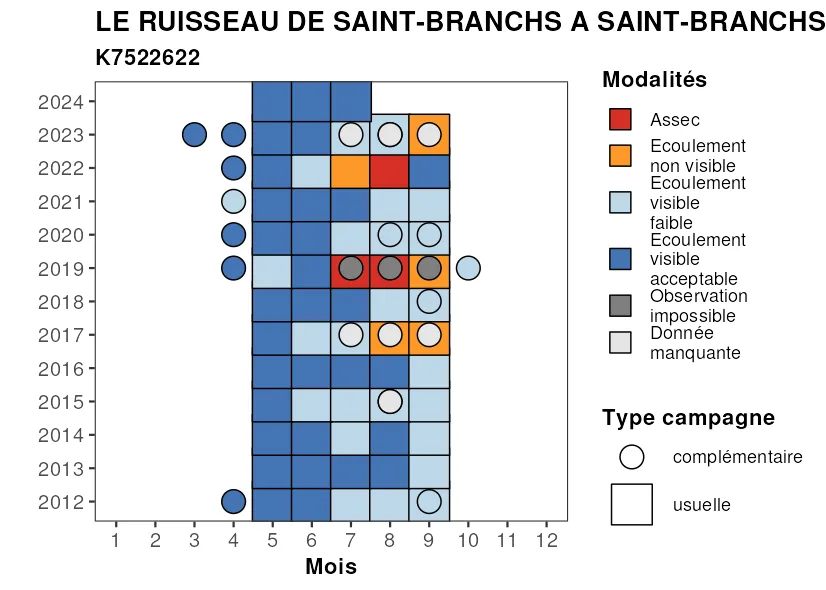 LE RUISSEAU DE SAINT-BRANCHS A SAINT-BRANCHS
K7522622
2024
2023
2022
2021
2020
2019
2018
2017
2016
2015
2014
2013
2012
1 2 3 4 5 6 7 8 9 10 11 12
Mois
Modalités
Assec
Ecoulement
non visible
Ecoulement
visible
faible
Ecoulement
visible
acceptable
Observation
impossible
Donnée
manquante
Type campagne
complémentaire
usuelle